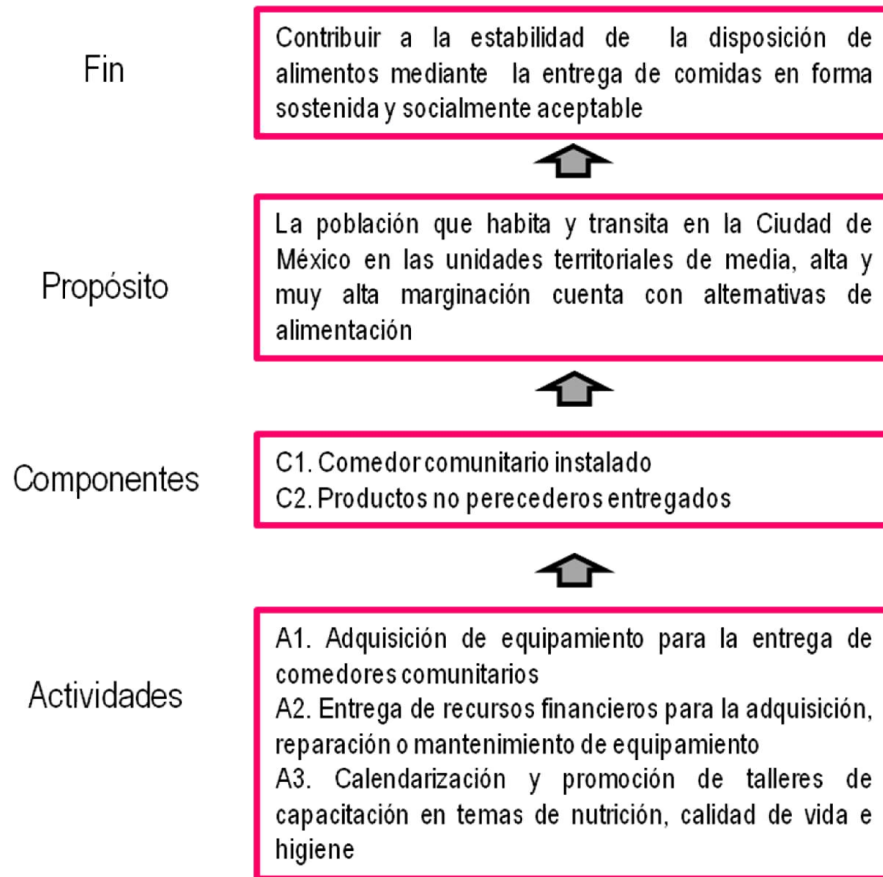 Fin
Contribuir a la estabilidad de la disposición de
alimentos mediante la entrega de comidas en forma
sostenida y socialmente aceptable
Propósito
La población que habita y transita en la Ciudad de
México en las unidades territoriales de media, alta y
muy alta marginación cuenta con alternativas de
alimentación
Componentes
C1. Comedor comunitario instalado
C2. Productos no perecederos entregados
Actividades
A1. Adquisición de equipamiento para la entrega de
comedores comunitarios
A2. Entrega de recursos financieros para la adquisición,
reparación o mantenimiento de equipamiento
A3. Calendarización y promoción de talleres de
capacitación en temas de nutrición, calidad de vida e
higiene